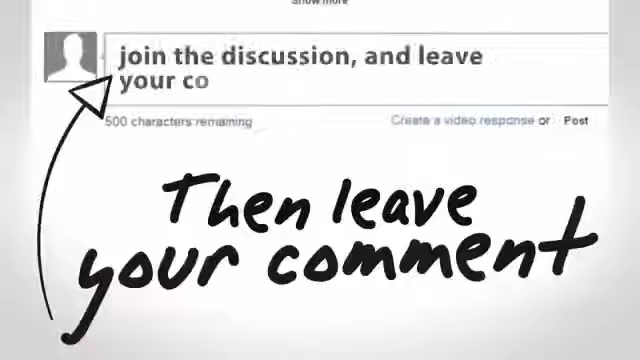 Show more
join the discussion, and leave
your co
500 characters remaining
Create a video response or Post
Then leave
your comment